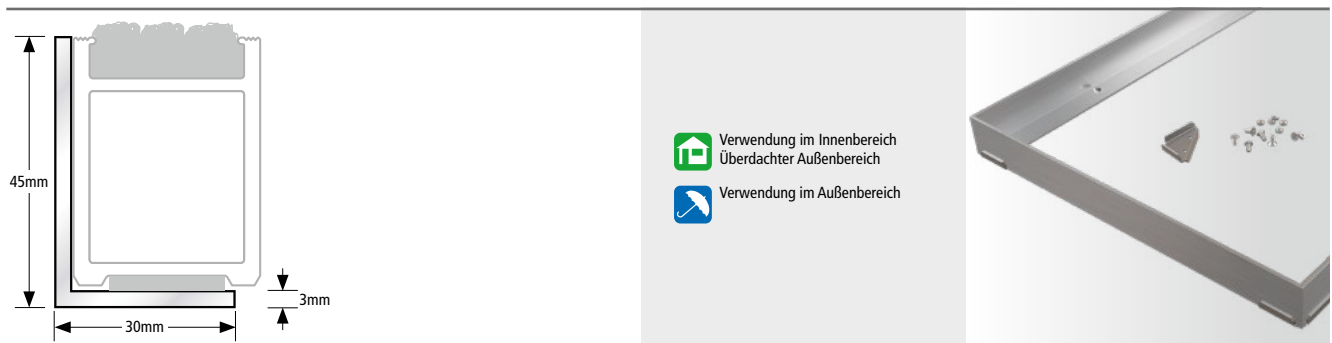 45mm
3mm
30mm
Verwendung im Innenbereich
Überdachter Außenbereich
Verwendung im Außenbereich